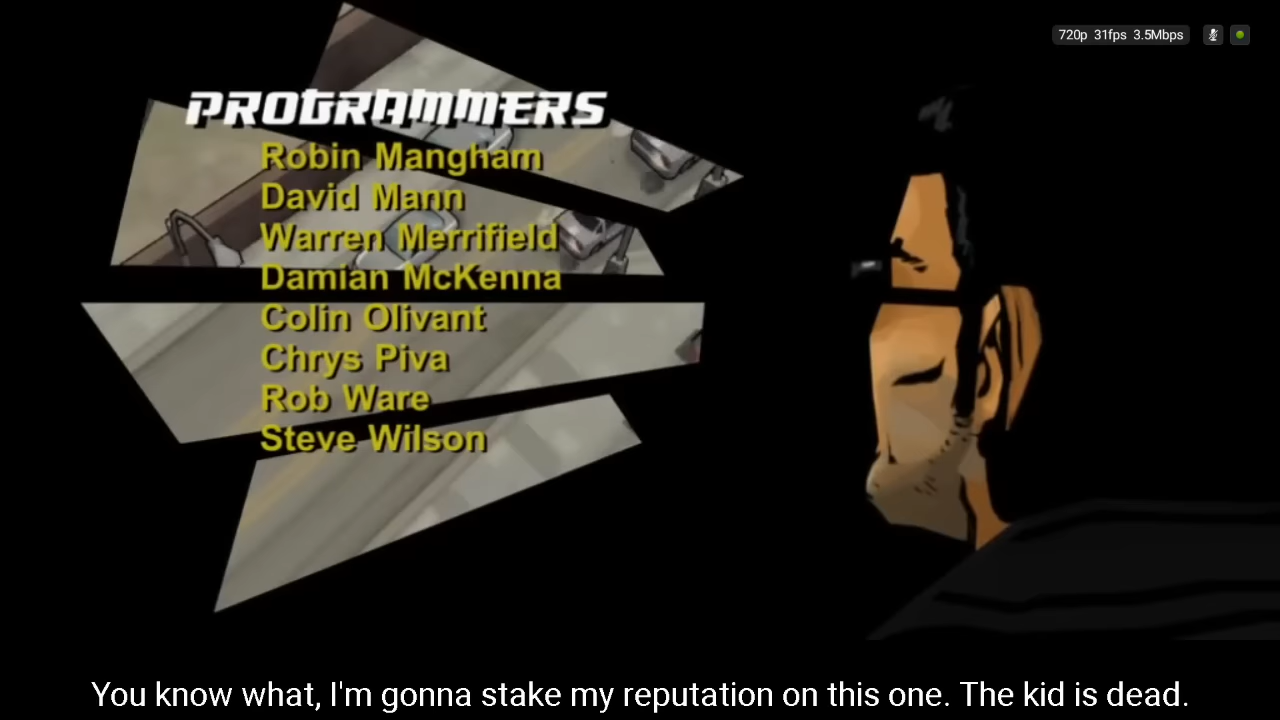 720p 31fps 3.5Mbps
PROGRAMMERS
Robin Mangham
David Mann
Warren Merrifield
Damian McKenna
Colin Olivant
Chrys Piva
Rob Ware
Steve Wilson
You know what, I'm gonna stake my reputation on this one. The kid is dead.